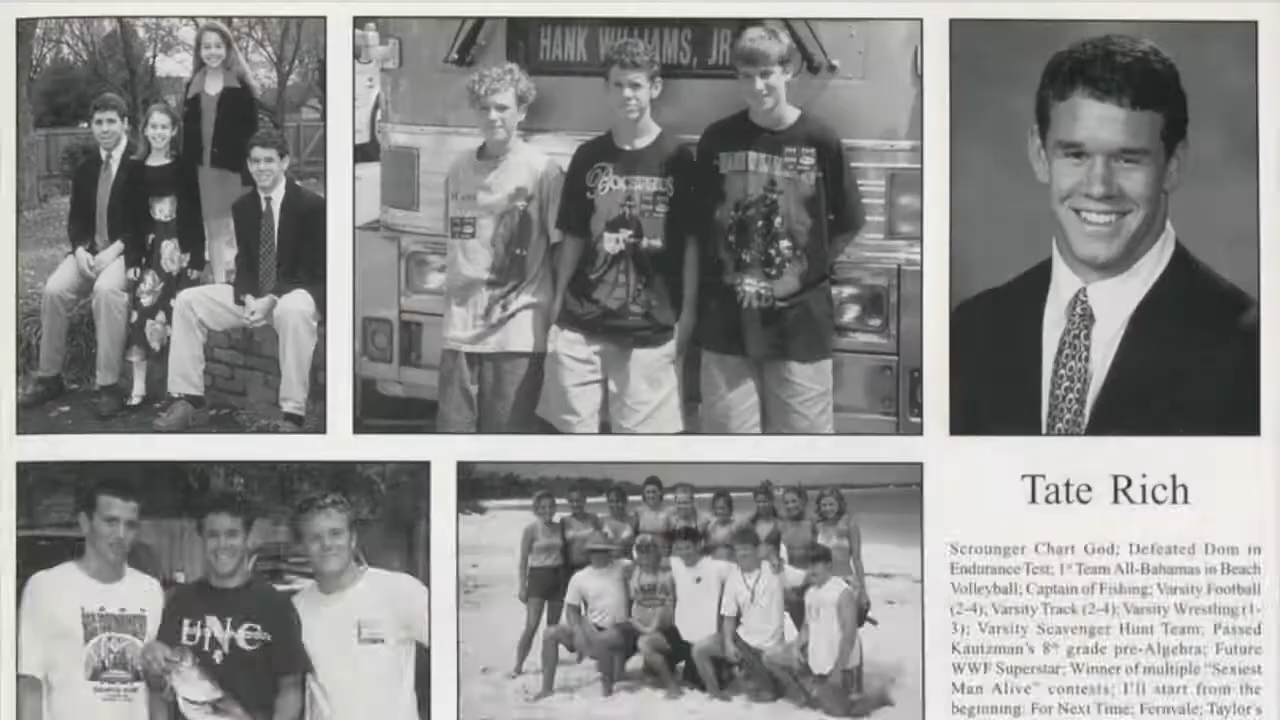 HANK WILLIAMS, JR
BOCEPHUS
UNC
Tate Rich
Scrounger Chart God; Defeated Dom in
Endurance Test; 1st Team All-Bahamas in Beach
Volleyball; Captain of Fishing; Varsity Football
(2-4); Varsity Track (2-4); Varsity Wrestling (1-
3); Varsity Scavenger Hunt Team; Passed
Kautzman's 8th grade pre-Algebra; Future
WWF Superstar; Winner of multiple "Sexiest
Man Alive" contests; I'll start from the
beginning; For Next Time; Fernvale; Taylor's